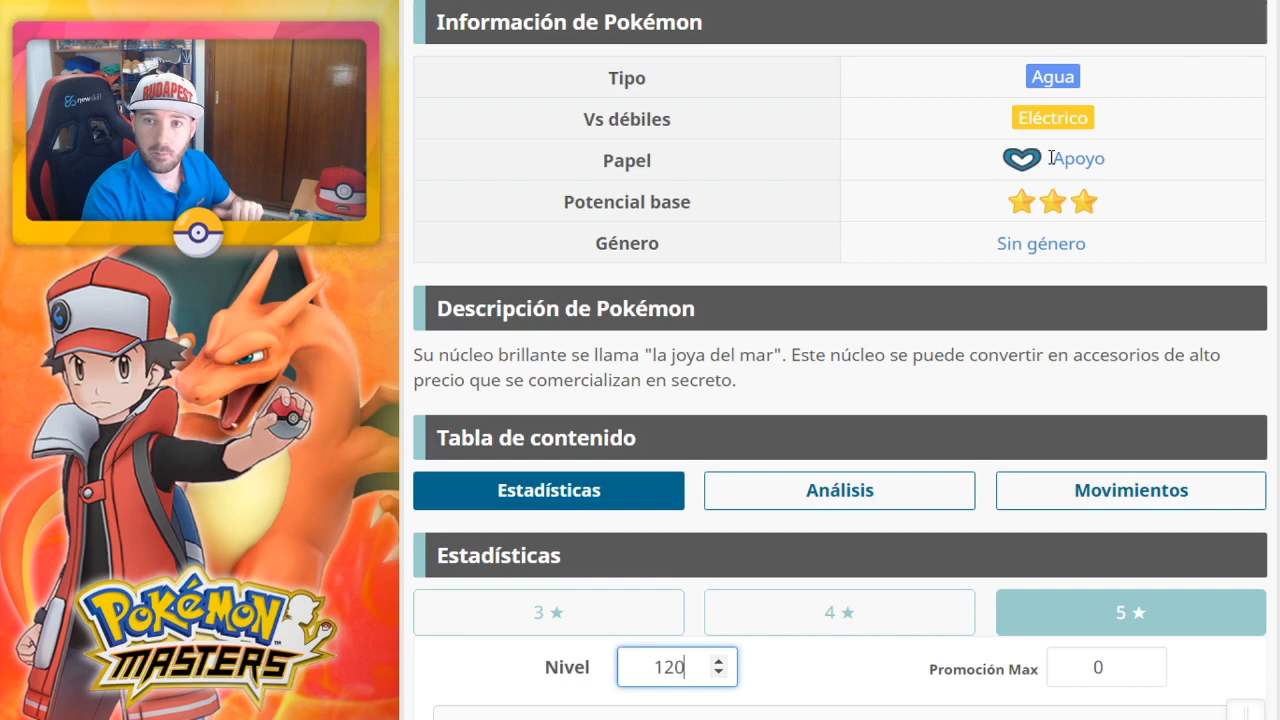 Información de Pokémon
Tipo Agua
Vs débiles Eléctrico
Papel Apoyo
Potencial base
Género Sin género
Descripción de Pokémon
Su núcleo brillante se llama "la joya del mar". Este núcleo se puede convertir en accesorios de alto
precio que se comercializan en secreto.
Tabla de contenido
Estadísticas Análisis Movimientos
Estadísticas
3 ★ 4 ★ 5 ★
Nivel 120 Promoción Max 0
newskill
BUDAPEST
POKÉMON
MASTERS